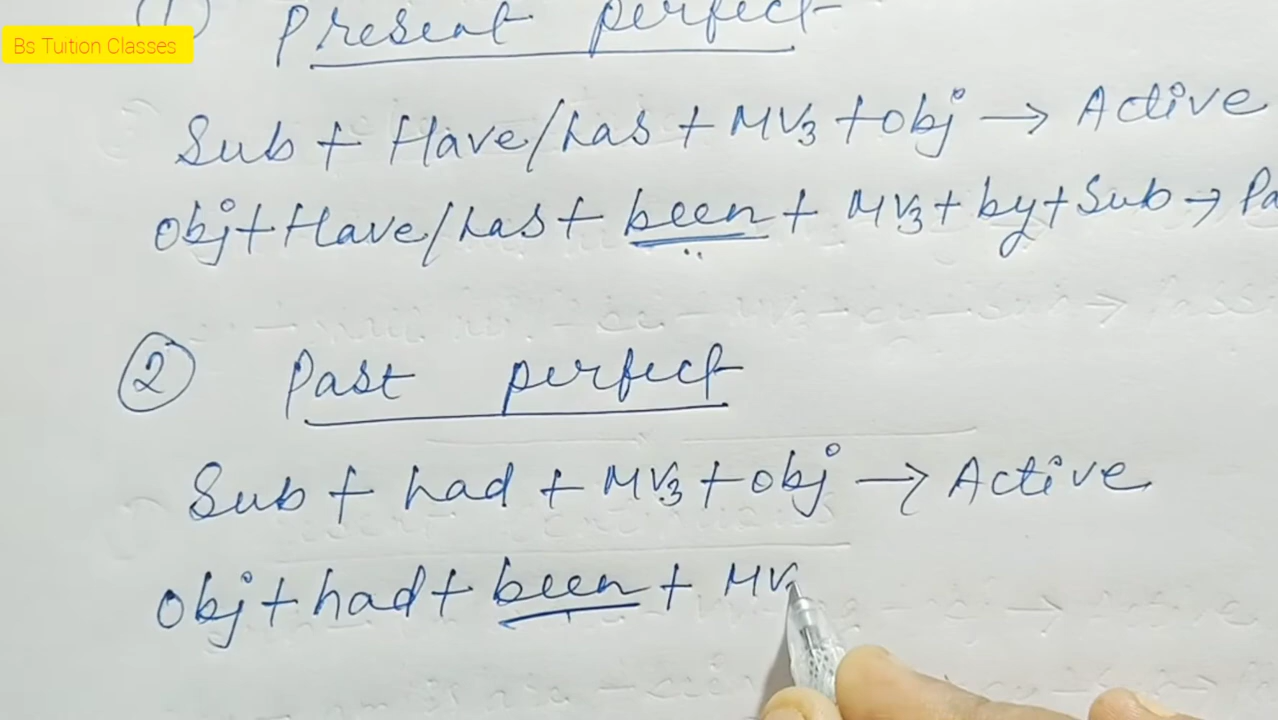 Bs Tuition Classes
Present perfect
Sub + Have/has + MV3 + obj → Active
Obj + Have/has + been + MV3 + by + Sub → Pa
② Past perfect
Sub + had + MV3 + obj → Active
Obj + had + been + MV